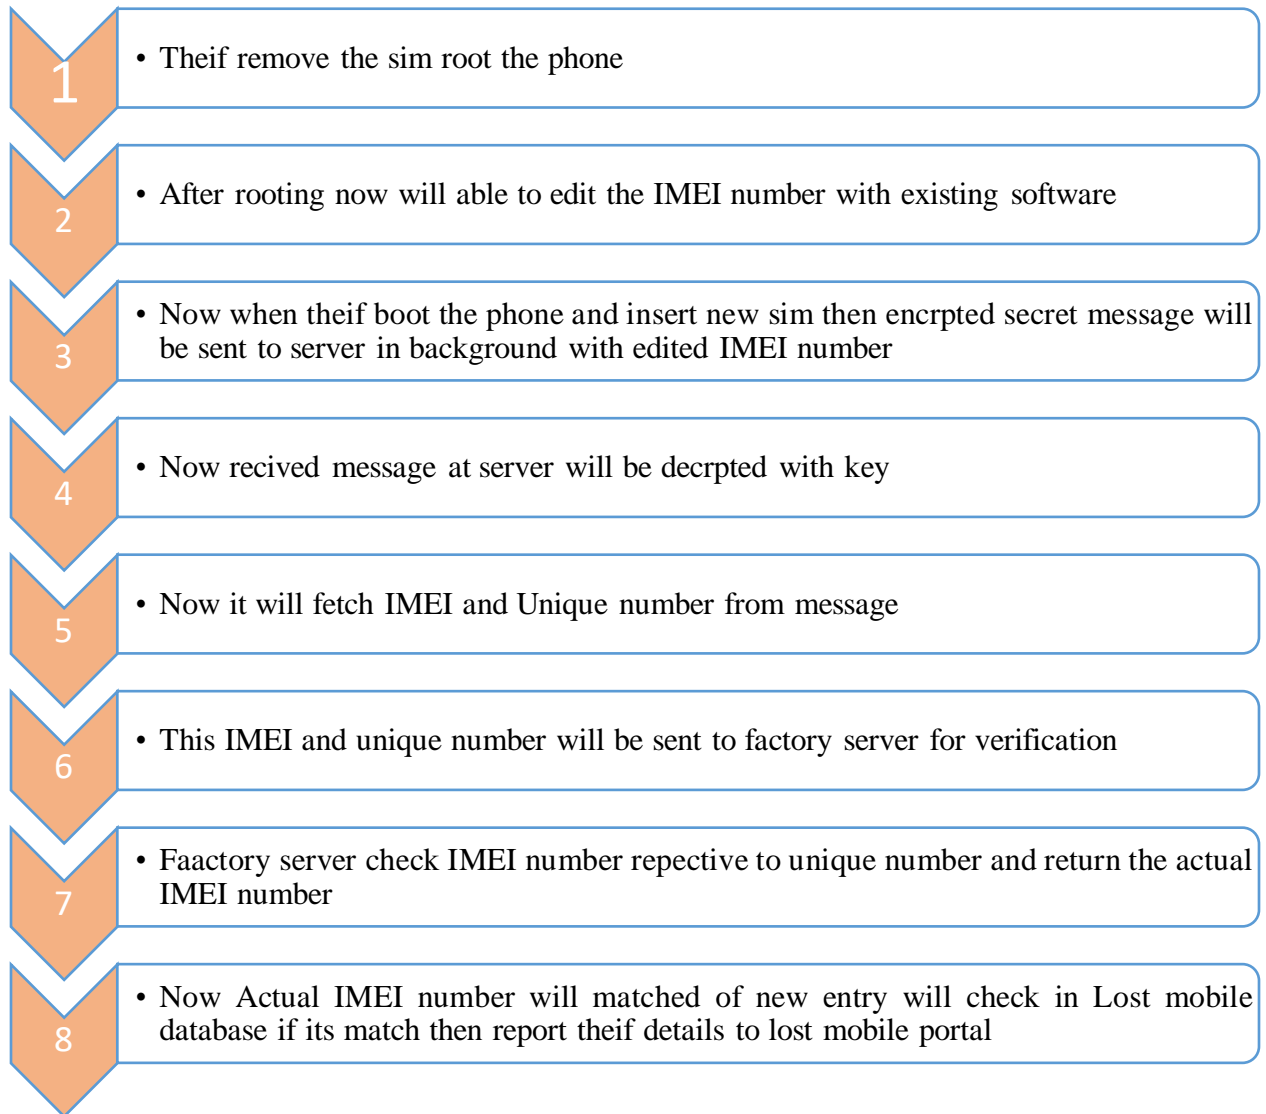 1
• Theif remove the sim root the phone
2
• After rooting now will able to edit the IMEI number with existing software
3
• Now when theif boot the phone and insert new sim then encrpted secret message will
be sent to server in background with edited IMEI number
4
• Now recived message at server will be decrpted with key
5
• Now it will fetch IMEI and Unique number from message
6
• This IMEI and unique number will be sent to factory server for verification
7
• Faactory server check IMEI number repective to unique number and return the actual
IMEI number
8
• Now Actual IMEI number will matched of new entry will check in Lost mobile
database if its match then report theif details to lost mobile portal